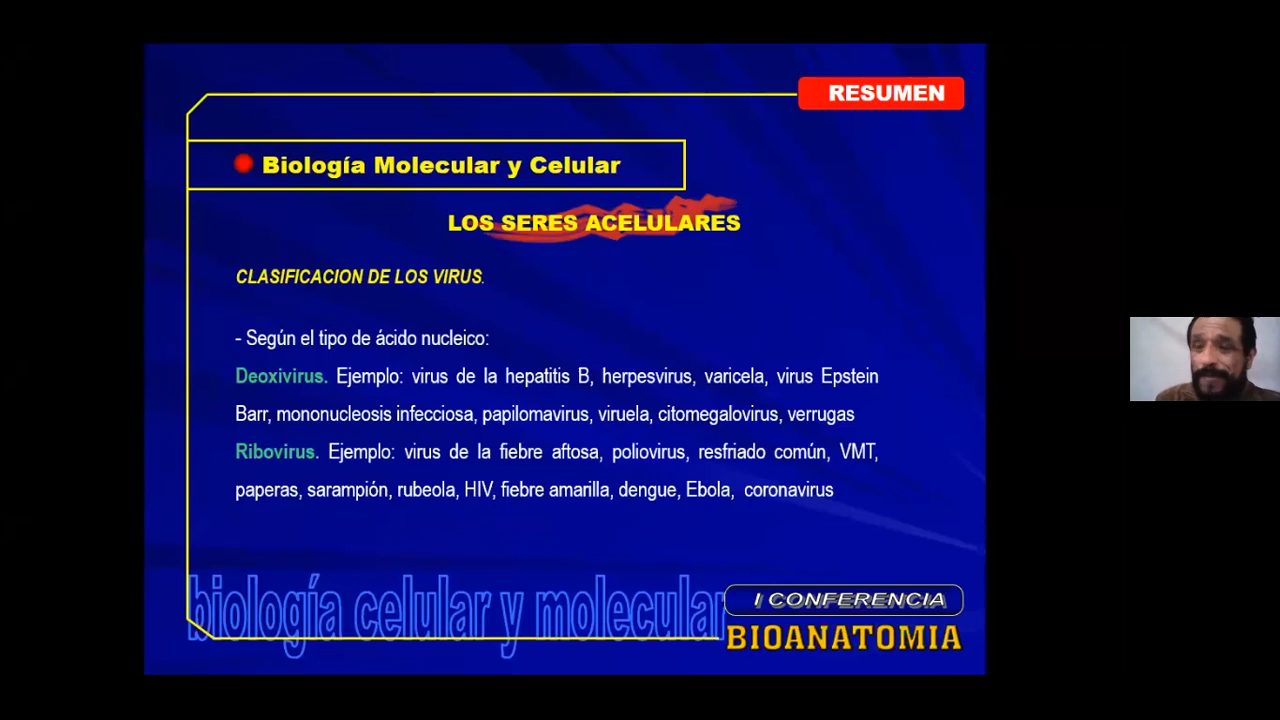 RESUMEN
Biología Molecular y Celular
LOS SERES ACELULARES
CLASIFICACION DE LOS VIRUS.
- Según el tipo de ácido nucleico:
Deoxivirus. Ejemplo: virus de la hepatitis B, herpesvirus, varicela, virus Epstein
Barr, mononucleosis infecciosa, papilomavirus, viruela, citomegalovirus, verrugas
Ribovirus. Ejemplo: virus de la fiebre aftosa, poliovirus, resfriado común, VMT,
paperas, sarampión, rubeola, HIV, fiebre amarilla, dengue, Ebola, coronavirus
biología celular y molecular
I CONFERENCIA
BIOANATOMIA